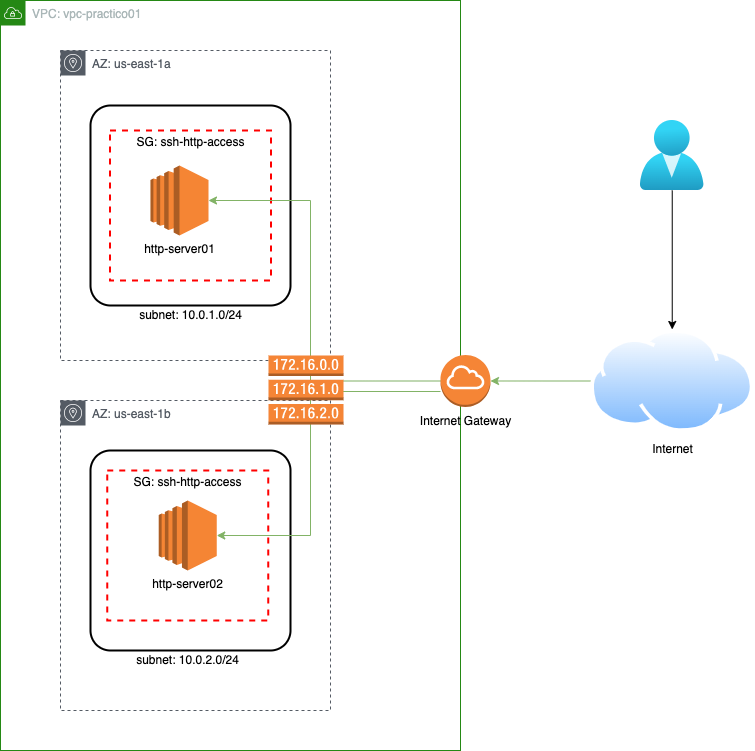 VPC: vpc-practico01
AZ: us-east-1a
SG: ssh-http-access
http-server01
subnet: 10.0.1.0/24
172.16.0.0
172.16.1.0
172.16.2.0
Internet Gateway
Internet
AZ: us-east-1b
SG: ssh-http-access
http-server02
subnet: 10.0.2.0/24